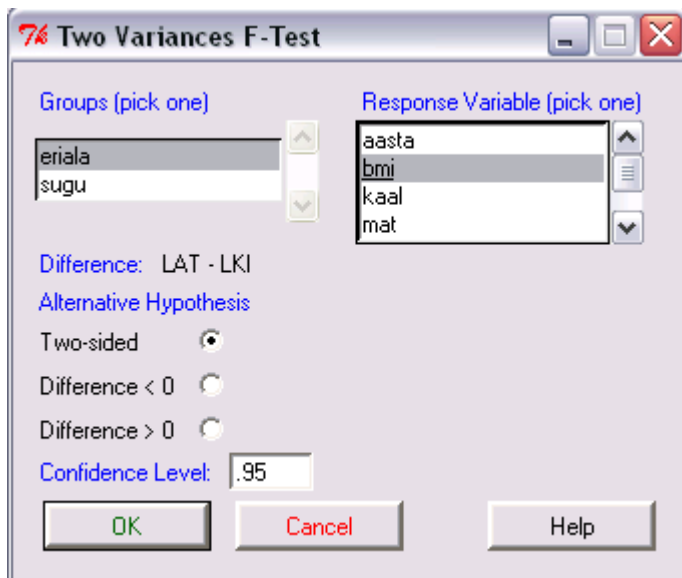 Two Variances F-Test
Groups (pick one)
eriala
sugu
Response Variable (pick one)
aasta
bmi
kaal
mat
Difference: LAT - LKI
Alternative Hypothesis
Two-sided
Difference < 0
Difference > 0
Confidence Level: .95
OK Cancel Help